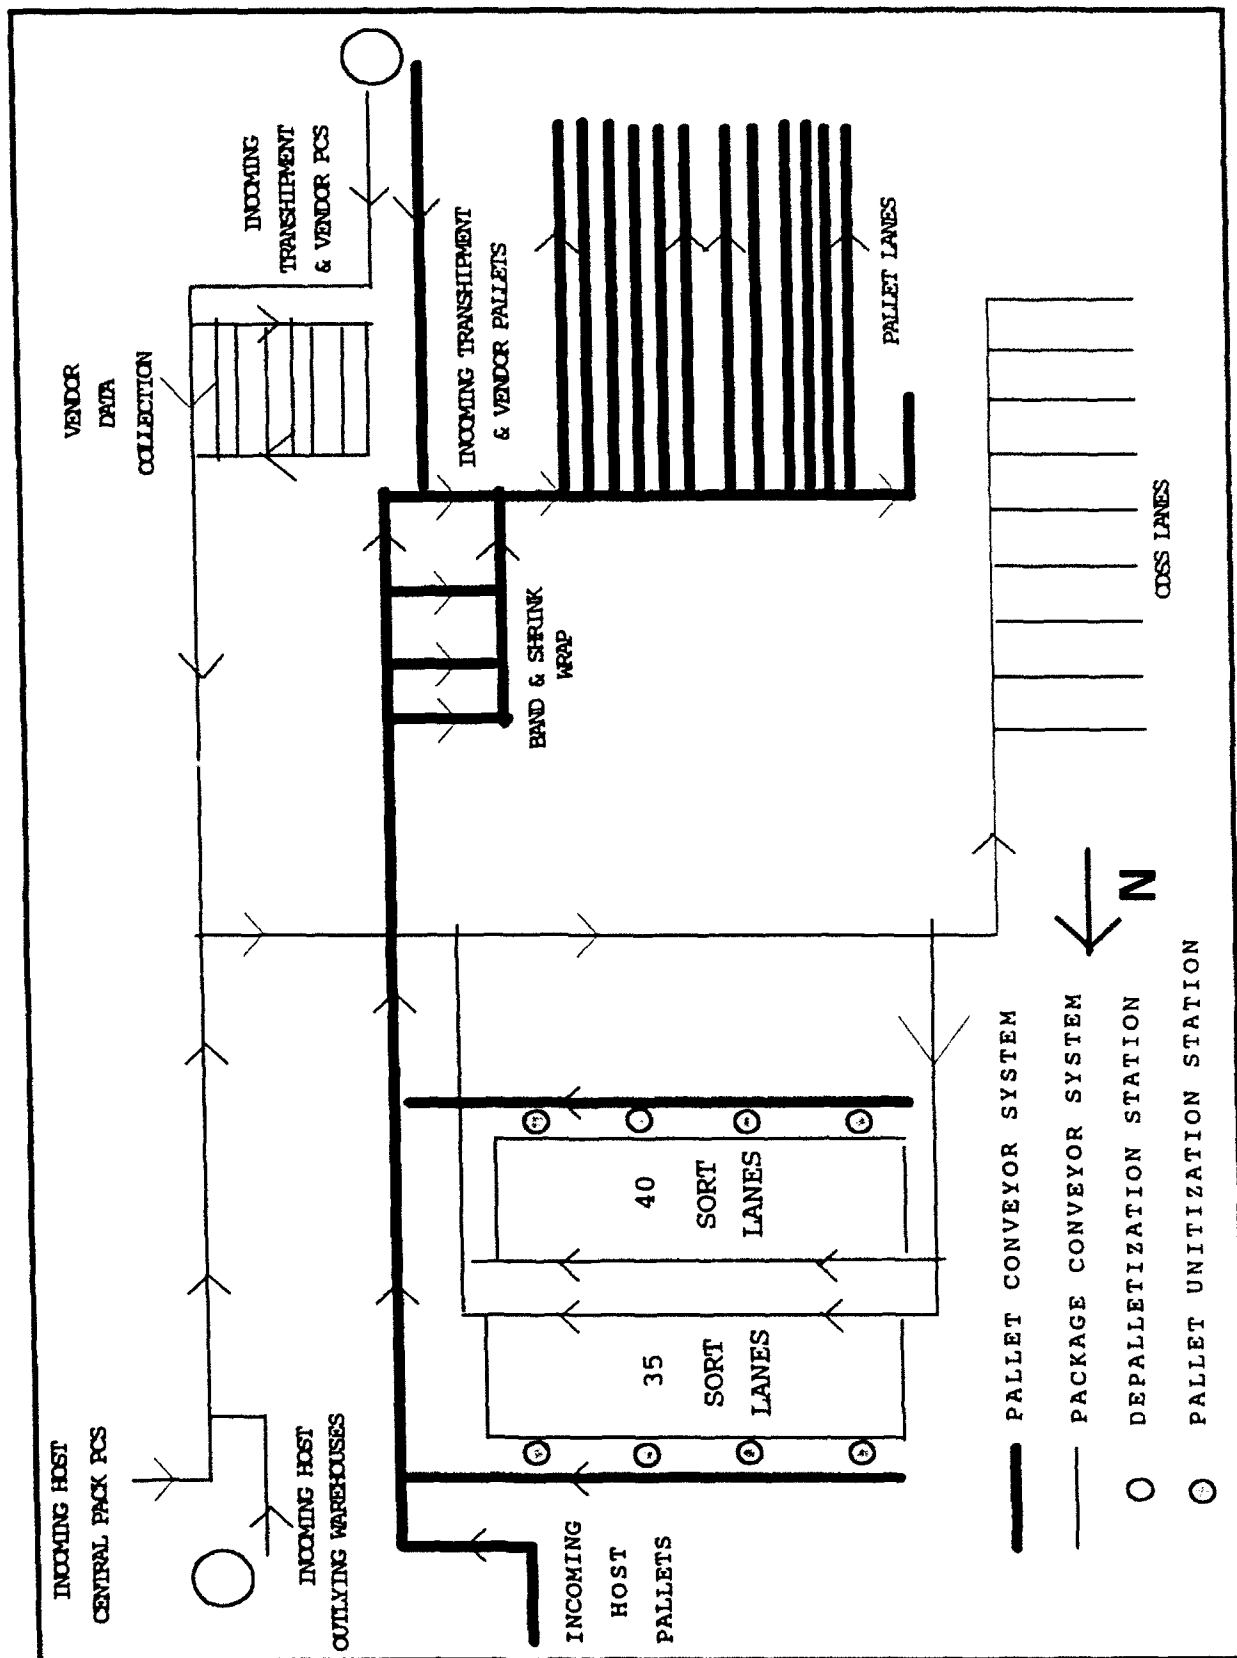 INCOMING HOST
CENTRAL PACK PCS
INCOMING HOST
OUTLYING WAREHOUSES
VENDOR
DATA
COLLECTION
INCOMING
TRANSHIPMENT
& VENDOR PCS
INCOMING TRANSHIPMENT
& VENDOR PALLETS
BAND & SHRINK
WRAP
PALLET LANES
INCOMING
HOST
PALLETS
35
SORT
LANES
40
SORT
LANES
COSS LANES
N
PALLET CONVEYOR SYSTEM
PACKAGE CONVEYOR SYSTEM
DEPALLETIZATION STATION
PALLET UNITIZATION STATION